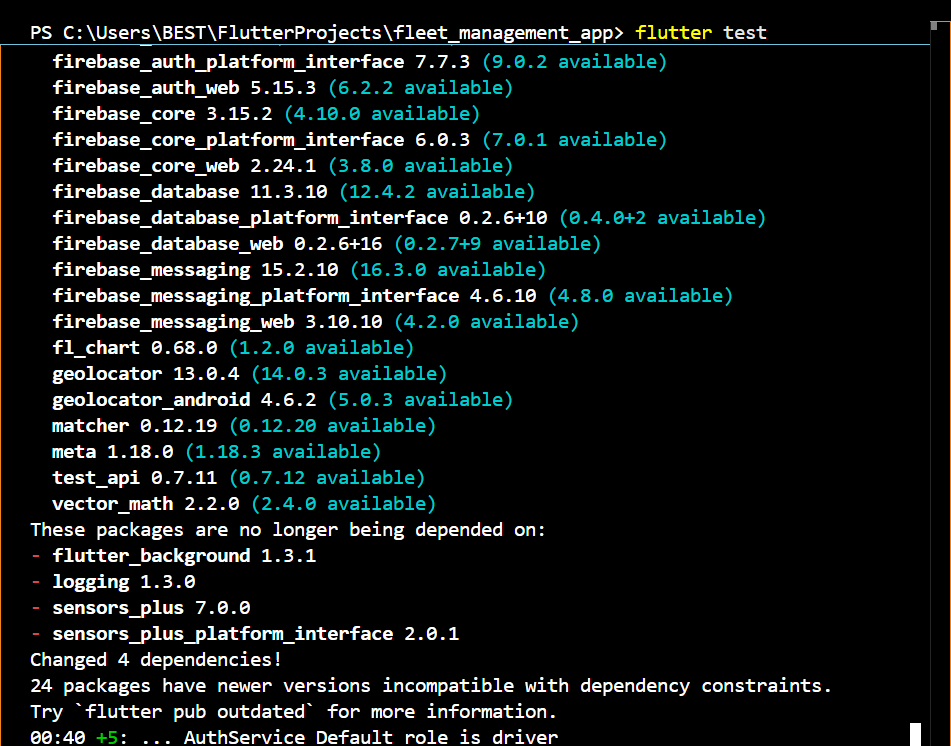 PS C:\Users\BEST\FlutterProjects\fleet_management_app> flutter test
firebase_auth_platform_interface 7.7.3 (9.0.2 available)
firebase_auth_web 5.15.3 (6.2.2 available)
firebase_core 3.15.2 (4.10.0 available)
firebase_core_platform_interface 6.0.3 (7.0.1 available)
firebase_core_web 2.24.1 (3.8.0 available)
firebase_database 11.3.10 (12.4.2 available)
firebase_database_platform_interface 0.2.6+10 (0.4.0+2 available)
firebase_database_web 0.2.6+16 (0.2.7+9 available)
firebase_messaging 15.2.10 (16.3.0 available)
firebase_messaging_platform_interface 4.6.10 (4.8.0 available)
firebase_messaging_web 3.10.10 (4.2.0 available)
fl_chart 0.68.0 (1.2.0 available)
geolocator 13.0.4 (14.0.3 available)
geolocator_android 4.6.2 (5.0.3 available)
matcher 0.12.19 (0.12.20 available)
meta 1.18.0 (1.18.3 available)
test_api 0.7.11 (0.7.12 available)
vector_math 2.2.0 (2.4.0 available)
These packages are no longer being depended on:
- flutter_background 1.3.1
- logging 1.3.0
- sensors_plus 7.0.0
- sensors_plus_platform_interface 2.0.1
Changed 4 dependencies!
24 packages have newer versions incompatible with dependency constraints.
Try `flutter pub outdated` for more information.
00:40 +5: ... AuthService Default role is driver